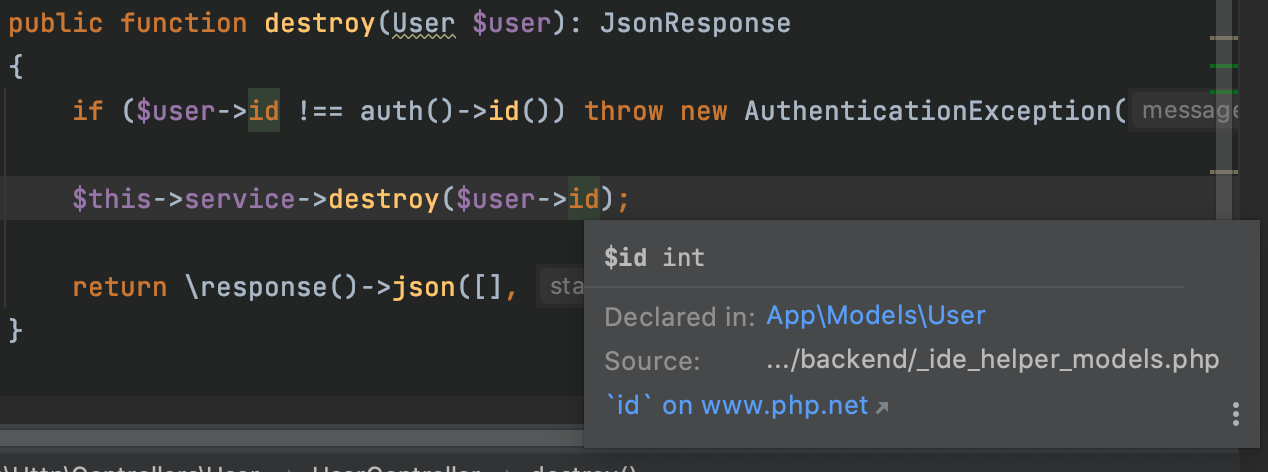 public function destroy(User $user): JsonResponse
{
if ($user->id !== auth()->id()) throw new AuthenticationException( message
$this->service->destroy($user->id);
$id int
return \response()->json([], sta
Declared in: App\Models\User
}
Source: .../backend/_ide_helper_models.php
`id` on www.php.net ↗